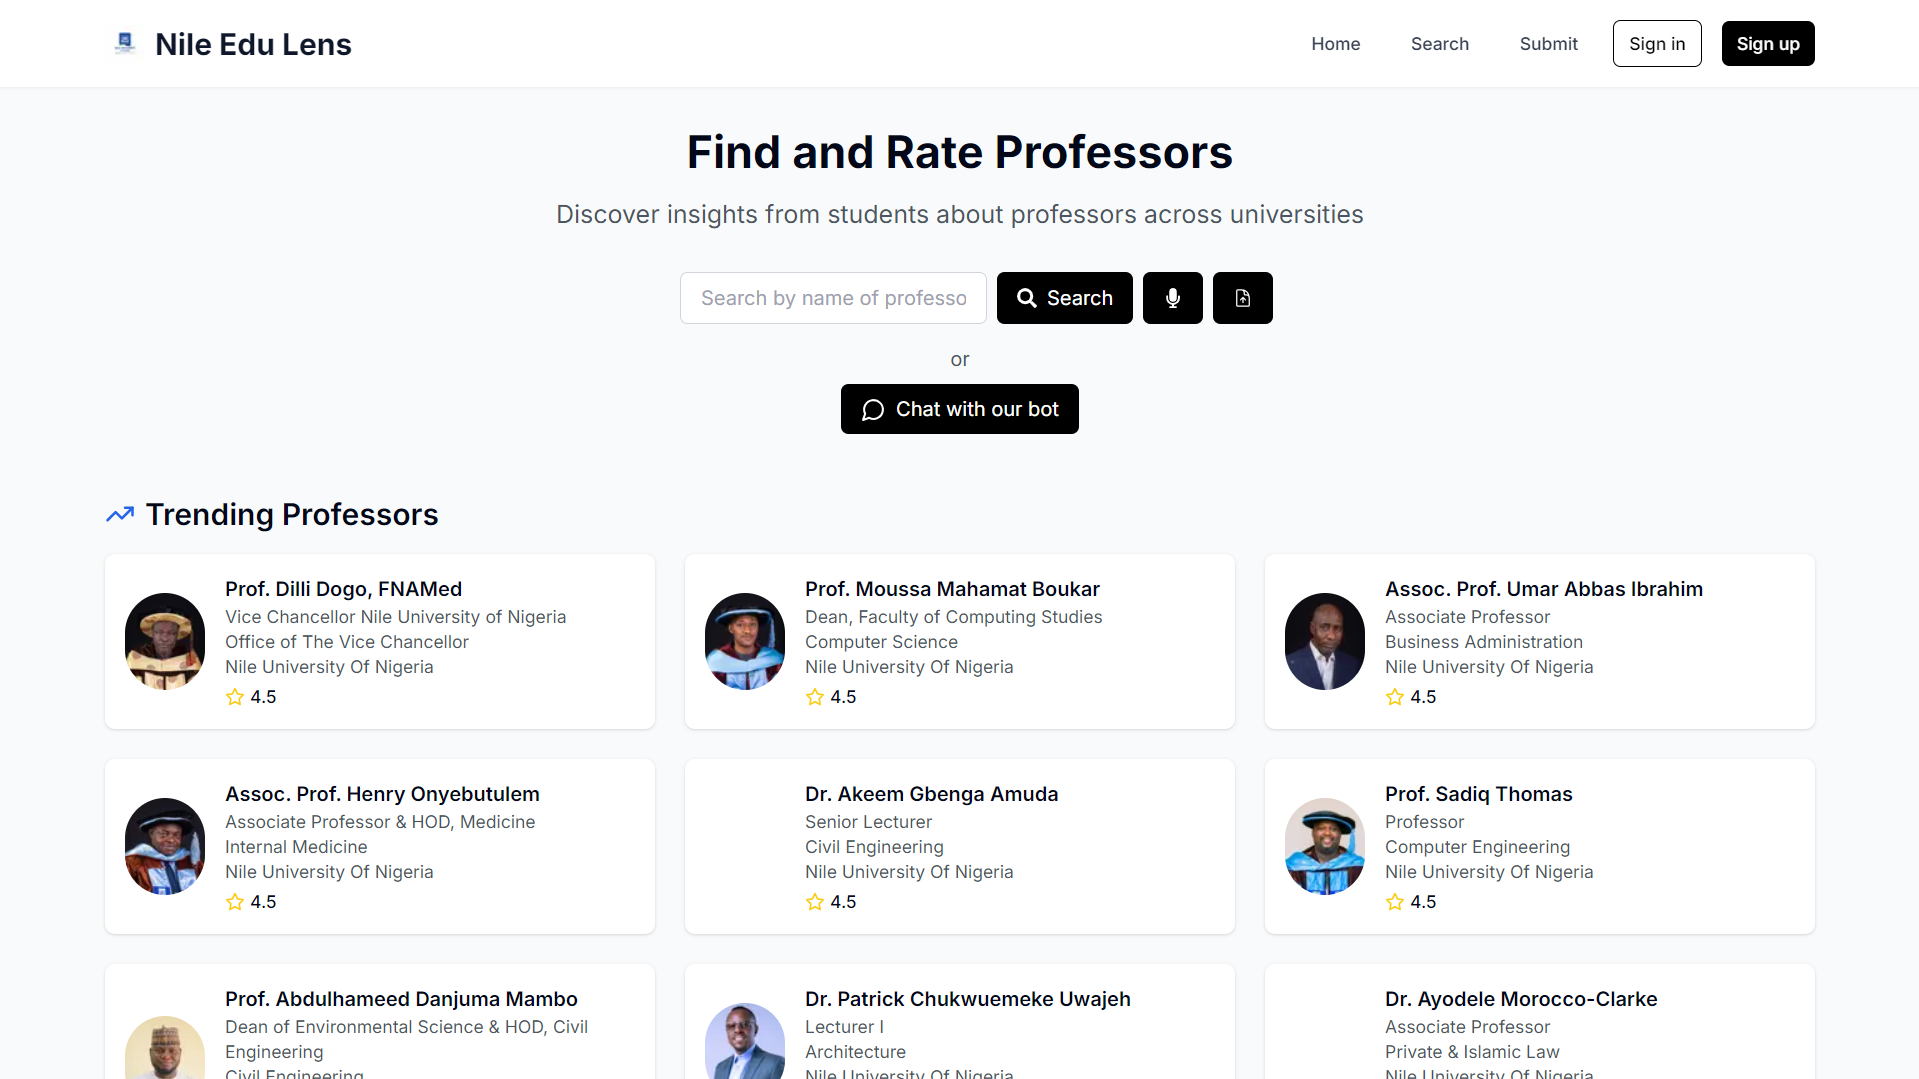 Nile Edu Lens
Home
Search
Submit
Sign in
Sign up
Find and Rate Professors
Discover insights from students about professors across universities
Search by name of professo
Search
or
Chat with our bot
Trending Professors
Prof. Dilli Dogo, FNAMed
Vice Chancellor Nile University of Nigeria
Office of The Vice Chancellor
Nile University Of Nigeria
4.5
Prof. Moussa Mahamat Boukar
Dean, Faculty of Computing Studies
Computer Science
Nile University Of Nigeria
4.5
Assoc. Prof. Umar Abbas Ibrahim
Associate Professor
Business Administration
Nile University Of Nigeria
4.5
Assoc. Prof. Henry Onyebutulem
Associate Professor & HOD, Medicine
Internal Medicine
Nile University Of Nigeria
4.5
Dr. Akeem Gbenga Amuda
Senior Lecturer
Civil Engineering
Nile University Of Nigeria
4.5
Prof. Sadiq Thomas
Professor
Computer Engineering
Nile University Of Nigeria
4.5
Prof. Abdulhameed Danjuma Mambo
Dean of Environmental Science & HOD, Civil
Engineering
Civil Engineering
Dr. Patrick Chukwuemeke Uwajeh
Lecturer I
Architecture
Nile University Of Nigeria
Dr. Ayodele Morocco-Clarke
Associate Professor
Private & Islamic Law
Nile University Of Nigeria